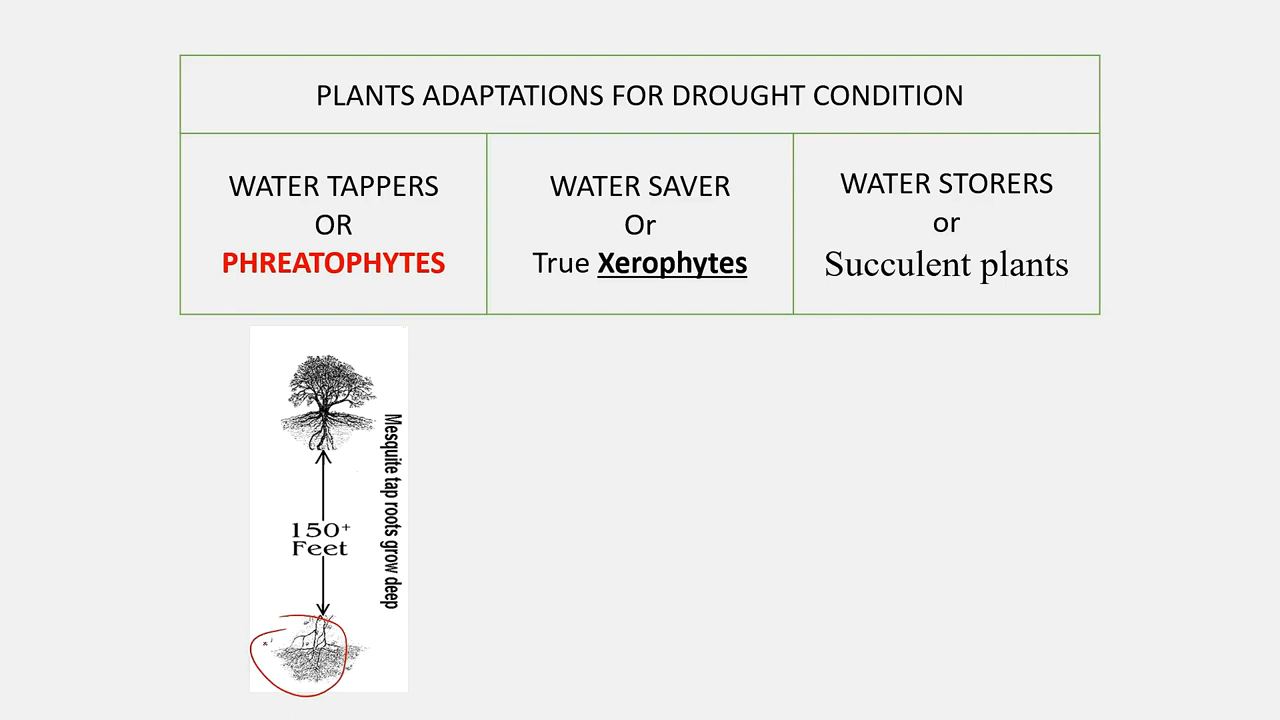 PLANTS ADAPTATIONS FOR DROUGHT CONDITION
WATER TAPPERS
OR
PHREATOPHYTES
WATER SAVER
Or
True Xerophytes
WATER STORERS
or
Succulent plants
Mesquite tap roots grow deep
150+
Feet